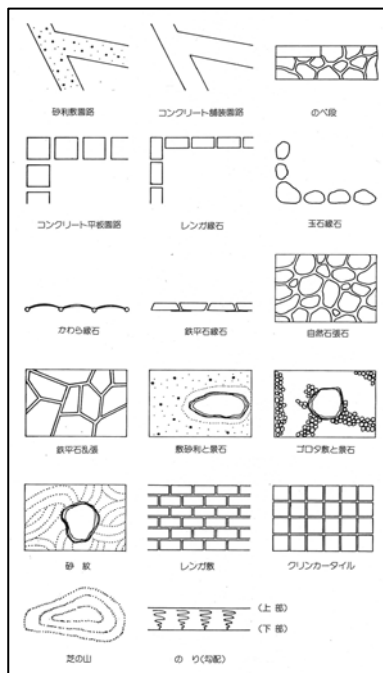 砂利敷園路
コンクリート舗装園路
のべ段
コンクリート平板園路
レンガ縁石
玉石縁石
かわら縁石
鉄平石縁石
自然石張石
鉄平石乱張
敷砂利と景石
ゴロタ敷と景石
砂紋
レンガ敷
クリンカータイル
芝の山
のり(勾配)
(上部)
(下部)